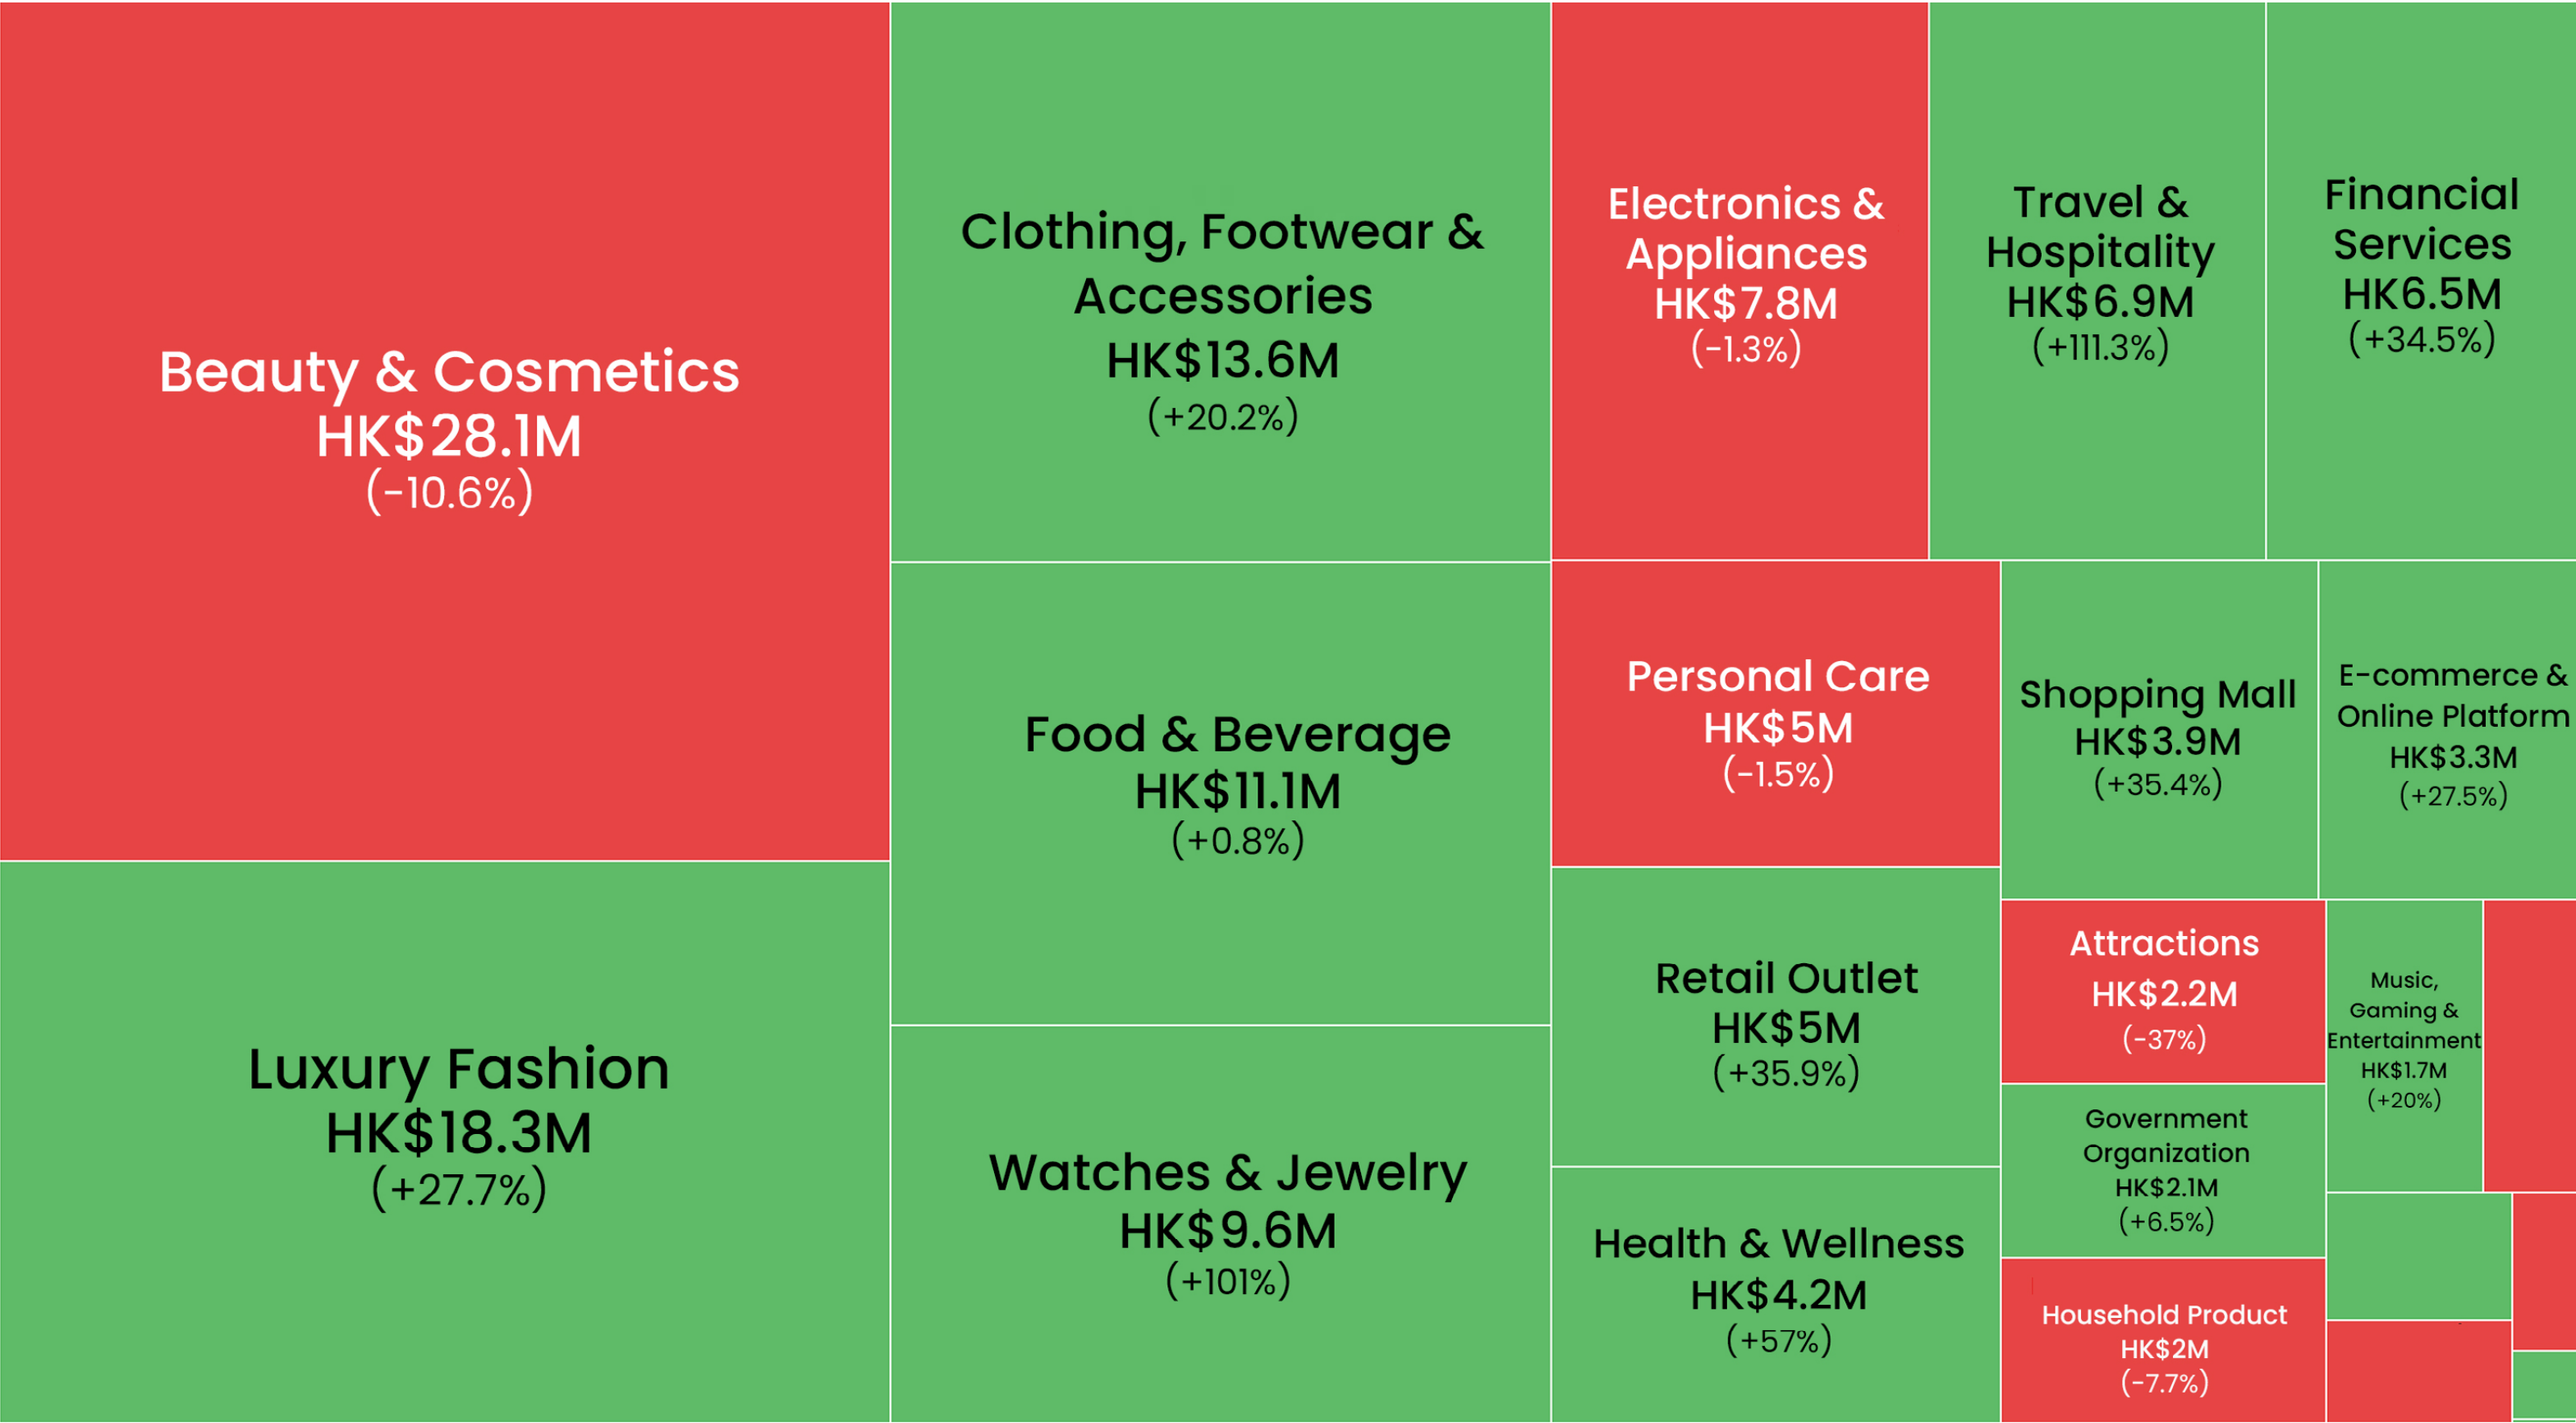 Beauty & Cosmetics
HK$28.1M
(-10.6%)
Luxury Fashion
HK$18.3M
(+27.7%)
Clothing, Footwear &
Accessories
HK$13.6M
(+20.2%)
Food & Beverage
HK$11.1M
(+0.8%)
Watches & Jewelry
HK$9.6M
(+101%)
Electronics &
Appliances
HK$7.8M
(-1.3%)
Travel &
Hospitality
HK$6.9M
(+111.3%)
Financial
Services
HK6.5M
(+34.5%)
Personal Care
HK$5M
(-1.5%)
Retail Outlet
HK$5M
(+35.9%)
Health & Wellness
HK$4.2M
(+57%)
Shopping Mall
HK$3.9M
(+35.4%)
E-commerce &
Online Platform
HK$3.3M
(+27.5%)
Attractions
HK$2.2M
(-37%)
Government
Organization
HK$2.1M
(+6.5%)
Household Product
HK$2M
(-7.7%)
Music,
Gaming &
Entertainment
HK$1.7M
(+20%)